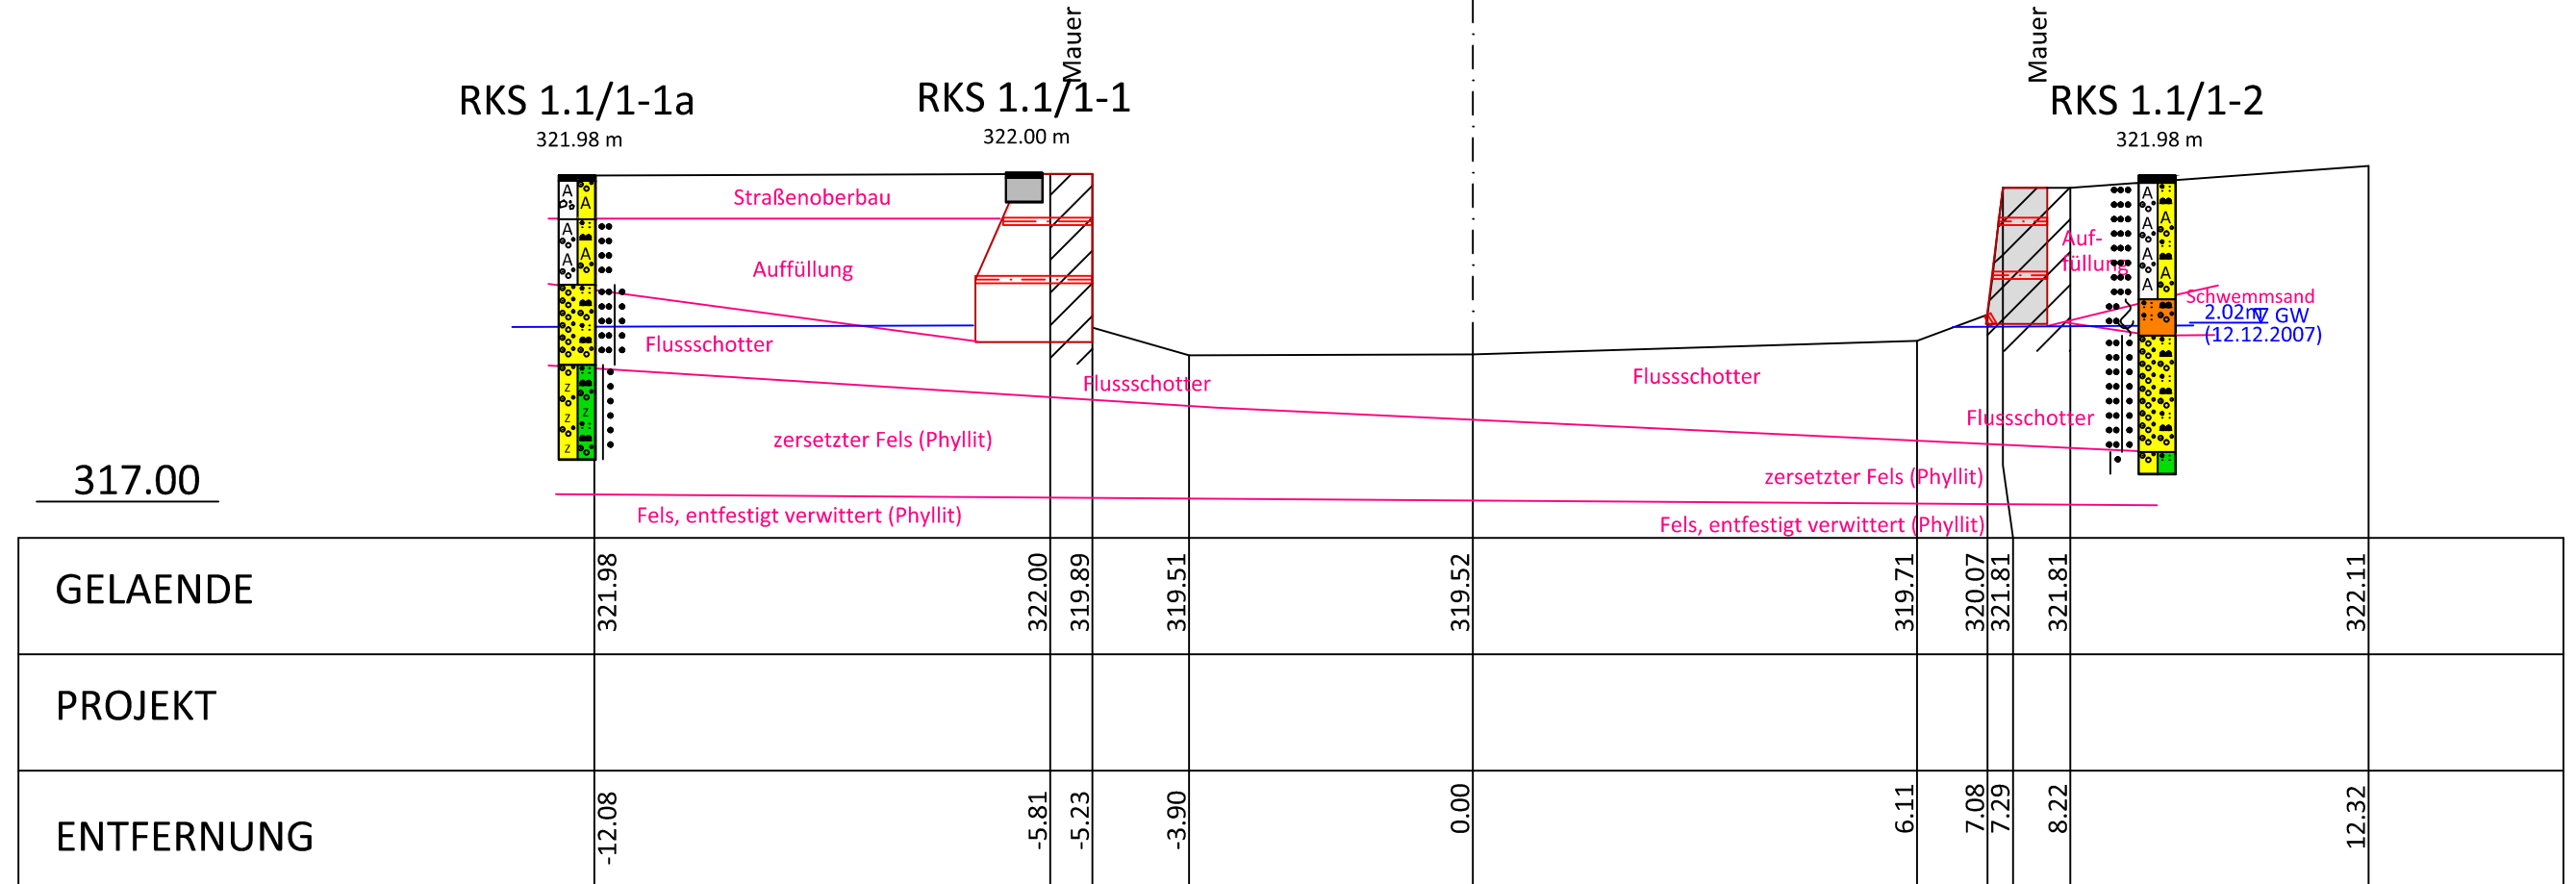 Mauer
Mauer
RKS 1.1/1-1a
321.98 m
RKS 1.1/1-1
322.00 m
RKS 1.1/1-2
321.98 m
Straßenoberbau
Auffüllung
Flussschotter
Flussschotter
Flussschotter
Flussschotter
Auf-
füllung
Schwemmsand
2.02m GW
(12.12.2007)
zersetzter Fels (Phyllit)
zersetzter Fels (Phyllit)
Fels, entfestigt verwittert (Phyllit)
Fels, entfestigt verwittert (Phyllit)
A
A
A
A
A
z
z
z
z
A
A
A
A
A
A
317.00
GELAENDE
321.98
322.00
319.89
319.51
319.52
319.71
320.07
321.81
321.81
322.11
PROJEKT
ENTFERNUNG
-12.08
-5.81
-5.23
-3.90
0.00
6.11
7.08
7.29
8.22
12.32